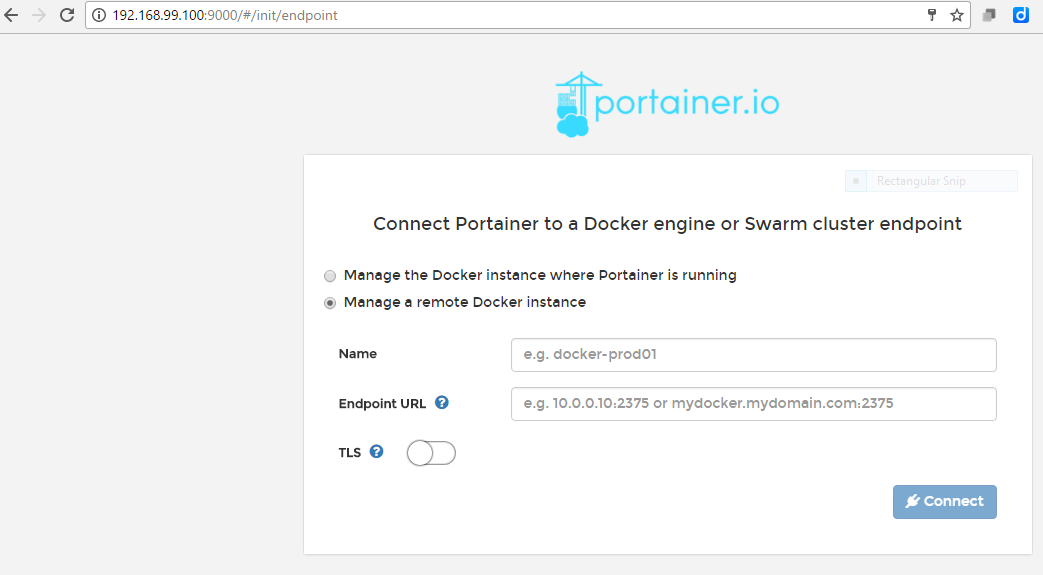 192.168.99.100:9000/#/init/endpoint
d
portainer.io
Rectangular Snip
Connect Portainer to a Docker engine or Swarm cluster endpoint
Manage the Docker instance where Portainer is running
Manage a remote Docker instance
Name e.g. docker-prod01
Endpoint URL ? e.g. 10.0.0.10:2375 or mydocker.mydomain.com:2375
TLS ?
Connect